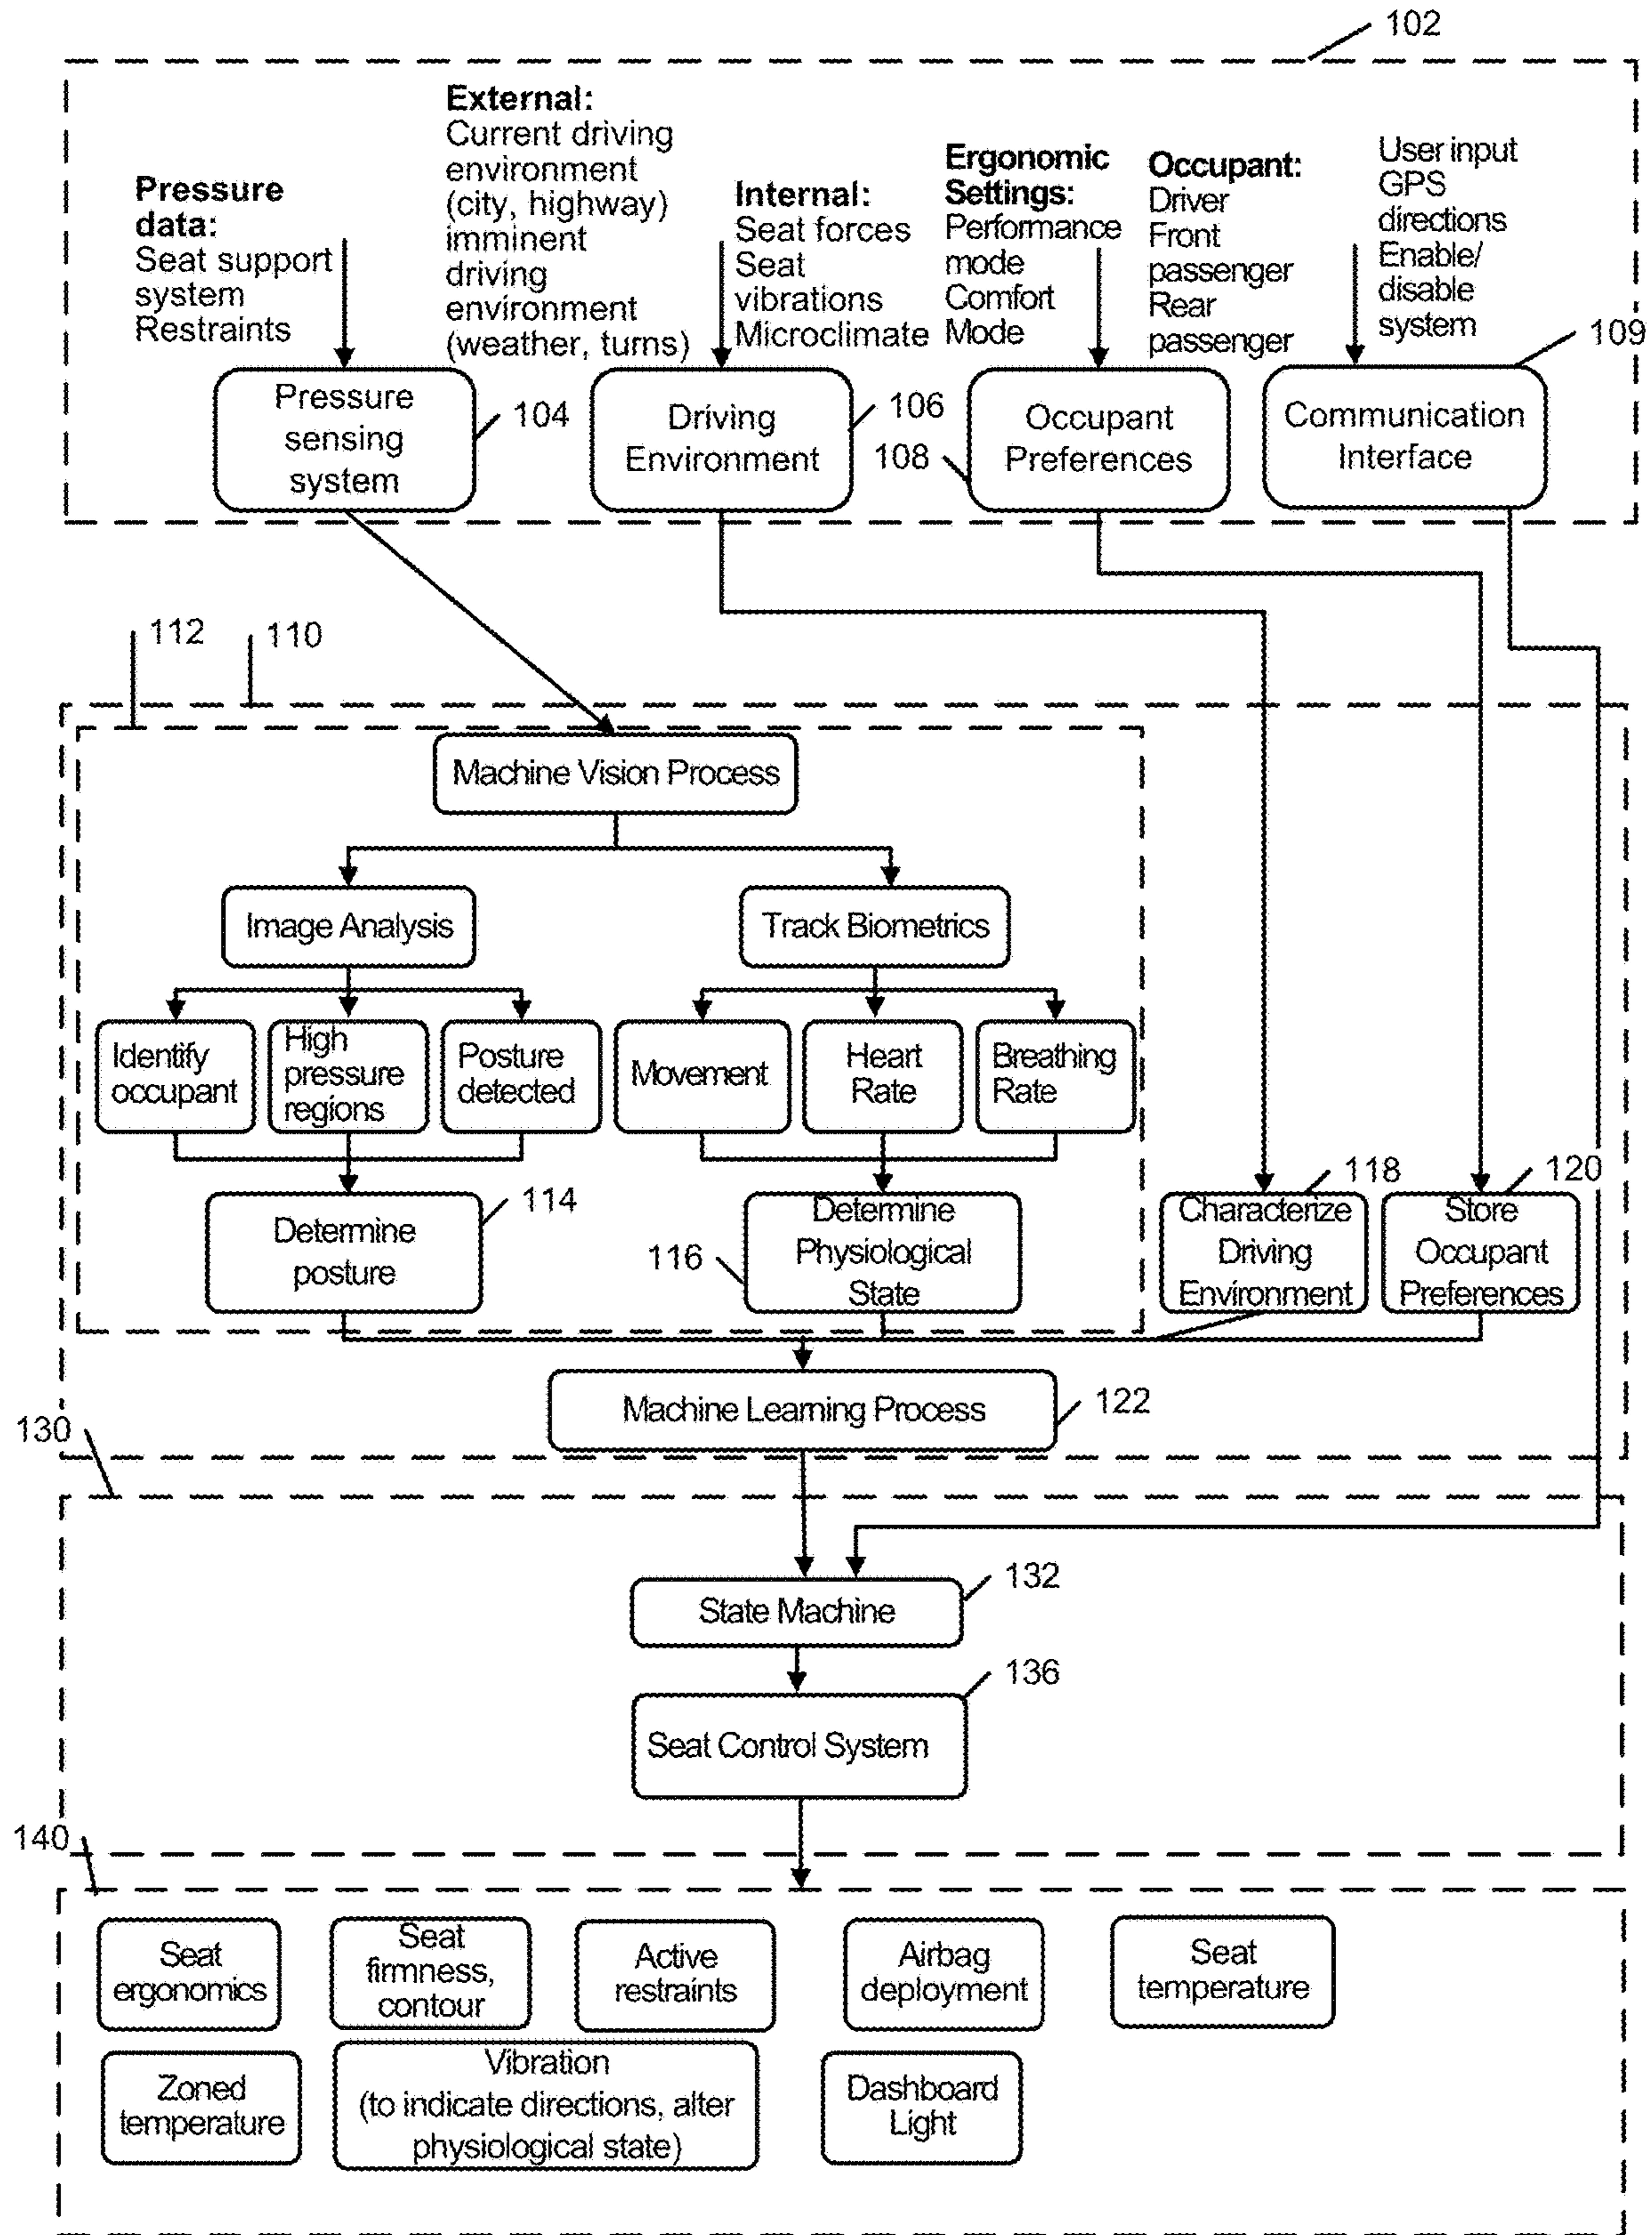 102
Pressure
data:
Seat support
system
Restraints
External:
Current driving
environment
(city, highway)
imminent
driving
environment
(weather, turns)
Internal:
Seat forces
Seat
vibrations
Microclimate
Ergonomic
Settings:
Performance
mode
Comfort
Mode
Occupant:
Driver
Front
passenger
Rear
passenger
User input
GPS
directions
Enable/
disable
system
109
Pressure
sensing
system
104
Driving
Environment
106
108
Occupant
Preferences
Communication
Interface
112
110
Machine Vision Process
Image Analysis
Track Biometrics
Identify
occupant
High
pressure
regions
Posture
detected
Movement
Heart
Rate
Breathing
Rate
Determine
posture
114
116
Determine
Physiological
State
118
Characterize
Driving
Environment
120
Store
Occupant
Preferences
Machine Learning Process
122
130
State Machine
132
136
Seat Control System
140
Seat
ergonomics
Seat
firmness,
contour
Active
restraints
Airbag
deployment
Seat
temperature
Zoned
temperature
Vibration
(to indicate directions, alter
physiological state)
Dashboard
Light